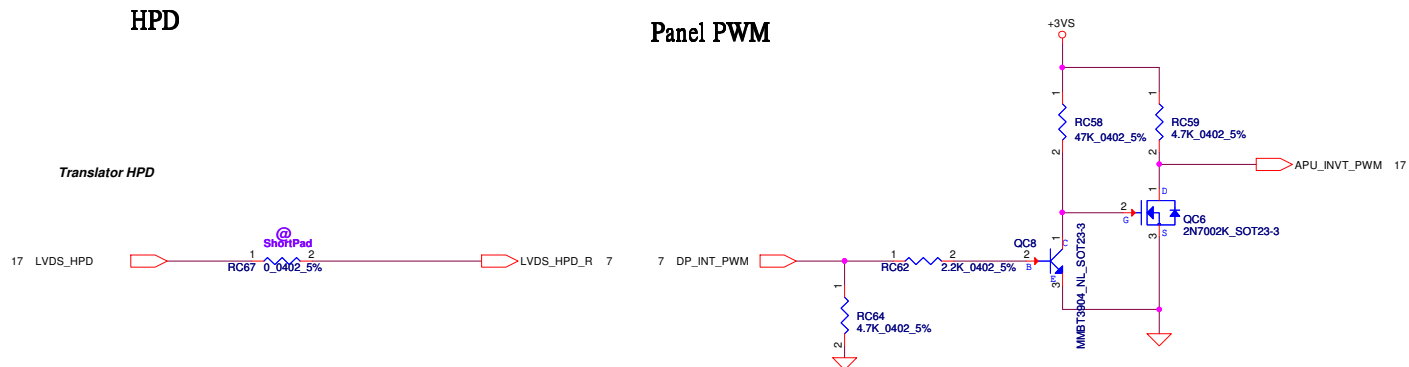 HPD
Panel PWM
+3VS
1
RC58
47K_0402_5%
2
1
RC59
4.7K_0402_5%
2
APU_INVT_PWM 17
Translator HPD
1
D
2
G
QC6
2N7002K_SOT23-3
S
3
@
ShortPad
17 LVDS_HPD
1
2
RC67 0_0402_5%
LVDS_HPD_R 7
7 DP_INT_PWM
1
2
RC62 2.2K_0402_5%
QC8
1
C
2
B
E
3
MMBT3904_NL_SOT23-3
1
RC64
4.7K_0402_5%
2